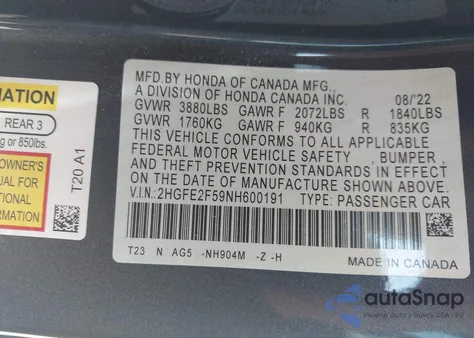 MFD.BY HONDA OF CANADA MFG.,
A DIVISION OF HONDA CANADA INC. 08/'22
GVWR 3880LBS GAWR F 2072LBS R 1840LBS
GVWR 1760KG GAWR F 940KG R 835KG
THIS VEHICLE CONFORMS TO ALL APPLICABLE
FEDERAL MOTOR VEHICLE SAFETY , BUMPER ,
AND THEFT PREVENTION STANDARDS IN EFFECT
ON THE DATE OF MANUFACTURE SHOWN ABOVE.
V.I.N.: 2HGFE2F59NH600191 TYPE: PASSENGER CAR
T23 N AG5 -NH904M -Z -H
MADE IN CANADA
MATION
REAR 3
g or 850lbs.
OWNER'S
UAL FOR
TIONAL
RMATION
T20 A1
autoSnap